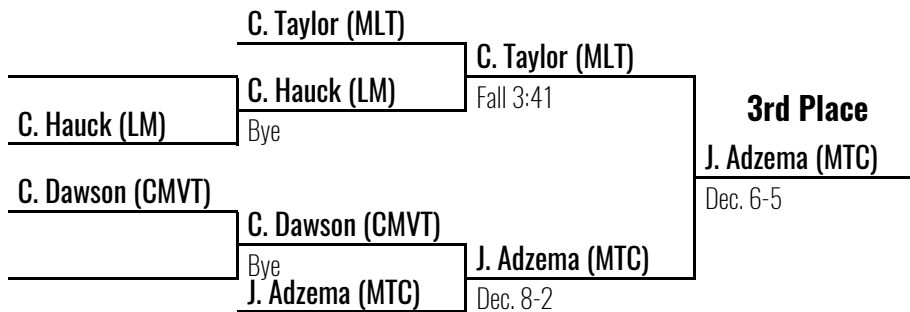 C. Taylor (MLT)
C. Taylor (MLT)
C. Hauck (LM)
Fall 3:41
3rd Place
C. Hauck (LM)
Bye
J. Adzema (MTC)
C. Dawson (CMVT)
Dec. 6-5
C. Dawson (CMVT)
Bye
J. Adzema (MTC)
J. Adzema (MTC)
Dec. 8-2